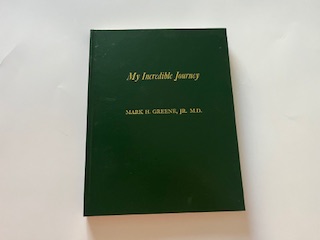 My Incredible Journey
MARK H. GREENE, JR. M.D.